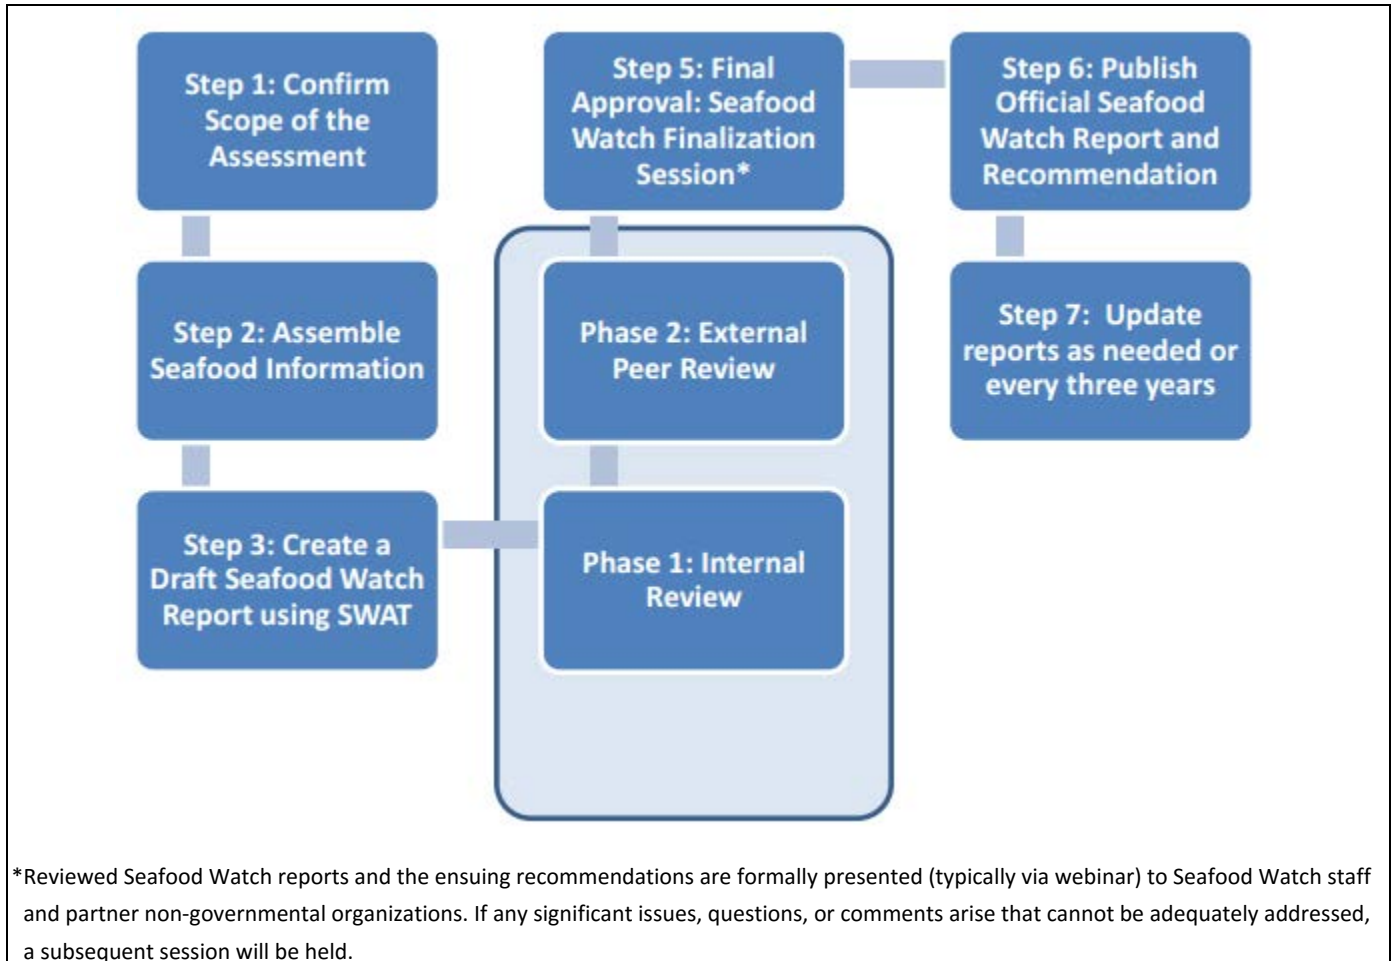 Step 1: Confirm
Scope of the
Assessment
Step 2: Assemble
Seafood Information
Step 3: Create a
Draft Seafood Watch
Report using SWAT
Phase 1: Internal
Review
Phase 2: External
Peer Review
Step 5: Final
Approval: Seafood
Watch Finalization
Session*
Step 6: Publish
Official Seafood
Watch Report and
Recommendation
Step 7: Update
reports as needed or
every three years
*Reviewed Seafood Watch reports and the ensuing recommendations are formally presented (typically via webinar) to Seafood Watch staff
and partner non-governmental organizations. If any significant issues, questions, or comments arise that cannot be adequately addressed,
a subsequent session will be held.